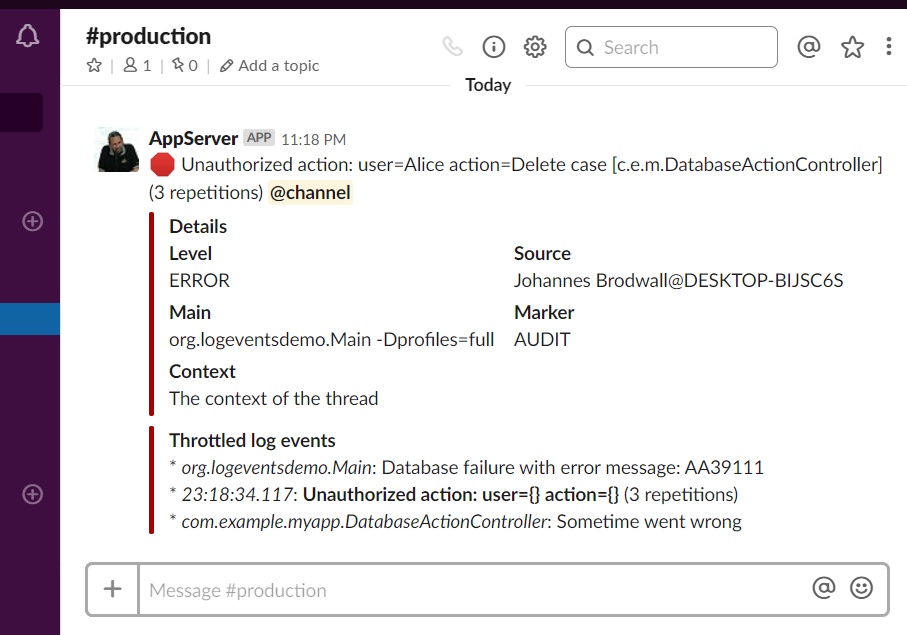 #production
1 | 0 | Add a topic
Search
Today
AppServer APP 11:18 PM
Unauthorized action: user=Alice action=Delete case [c.e.m.DatabaseActionController]
(3 repetitions) @channel
Details
Level Source
ERROR Johannes Brodwall@DESKTOP-BIJSC6S
Main Marker
org.logeventsdemo.Main -Dprofiles=full AUDIT
Context
The context of the thread
Throttled log events
* org.logeventsdemo.Main: Database failure with error message: AA39111
* 23:18:34.117: Unauthorized action: user={} action={} (3 repetitions)
* com.example.myapp.DatabaseActionController: Sometime went wrong
Message #production